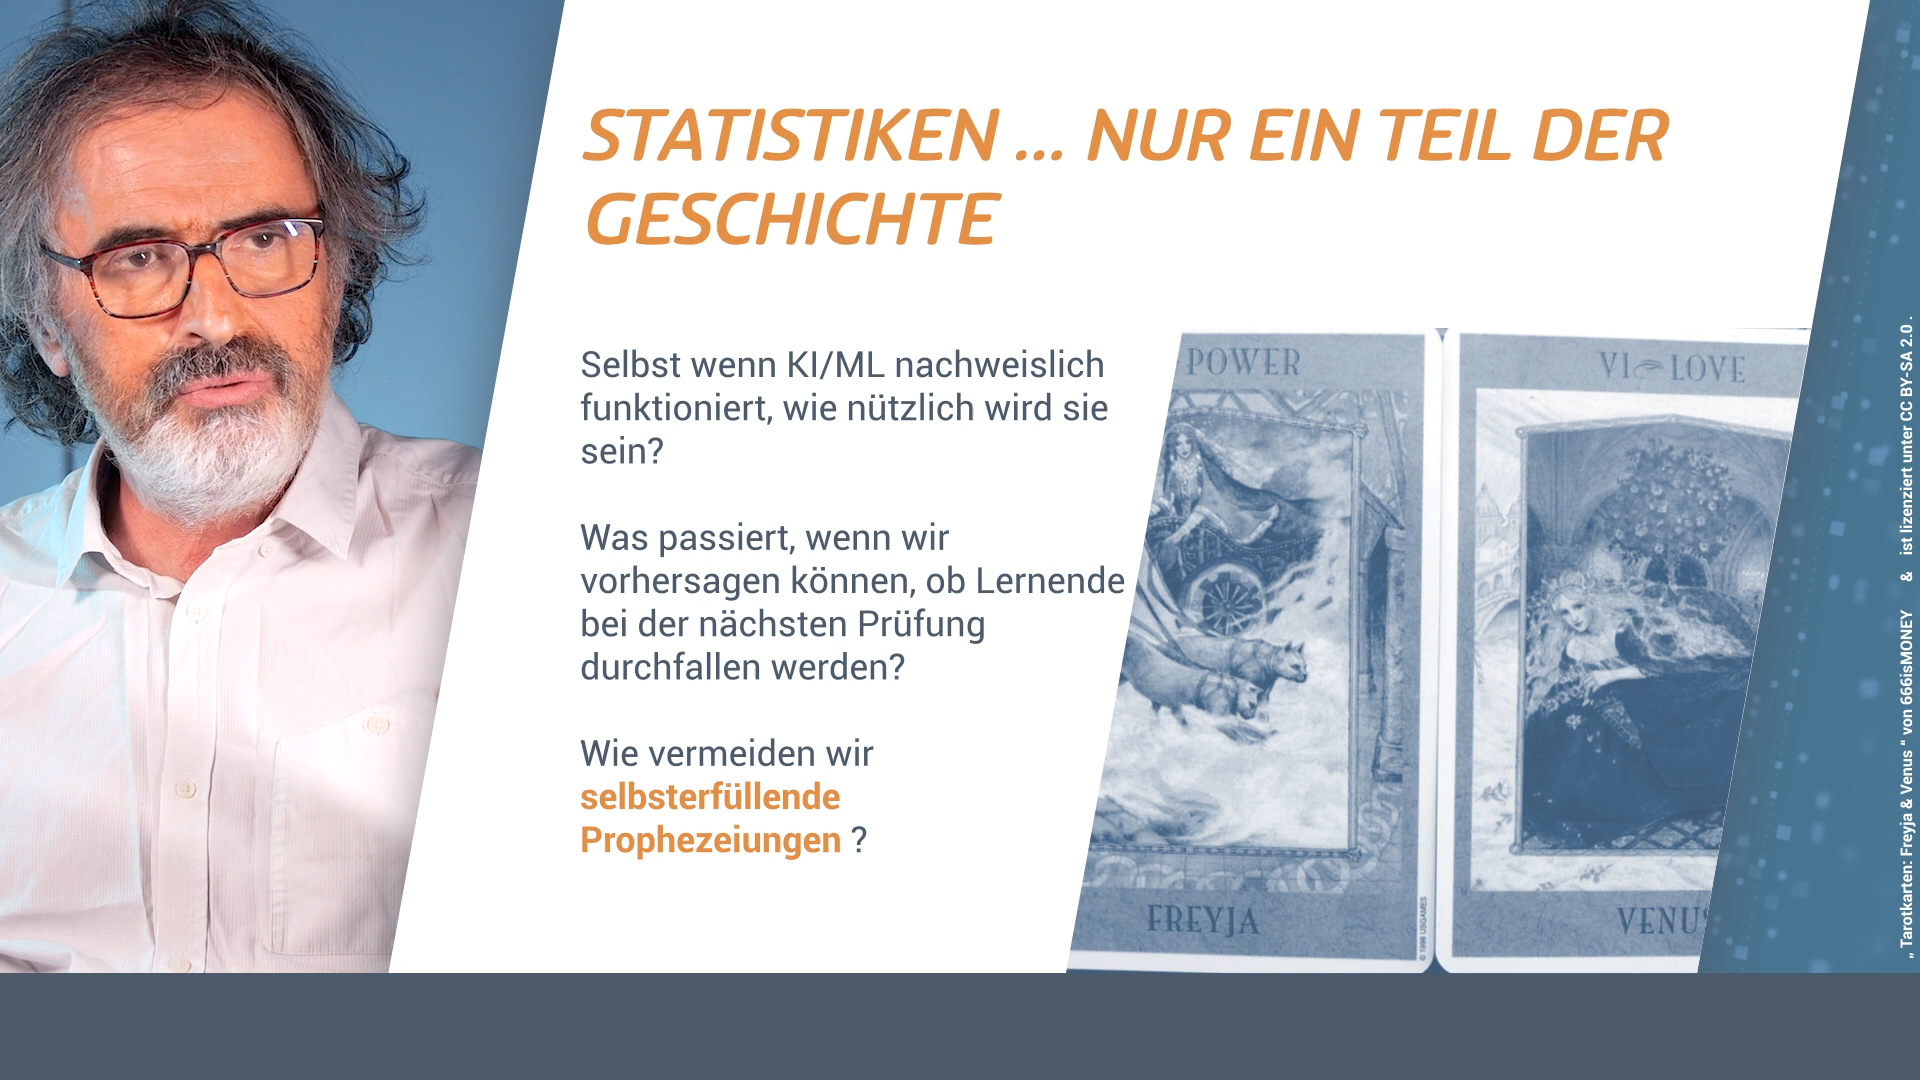 STATISTIKEN ... NUR EIN TEIL DER
GESCHICHTE
Selbst wenn KI/ML nachweislich
funktioniert, wie nützlich wird sie
sein?
Was passiert, wenn wir
vorhersagen können, ob Lernende
bei der nächsten Prüfung
durchfallen werden?
Wie vermeiden wir
selbsterfüllende
Prophezeiungen ?
POWER
FREYJA
© 1998 USGAMES
VI LOVE
VENUS
„ Tarotkarten: Freyja & Venus “ von 666isMONEY & ist lizenziert unter CC BY-SA 2.0 .